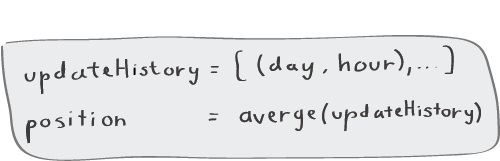 updateHistory = [ (day, hour),... ]
position = averge(updateHistory)